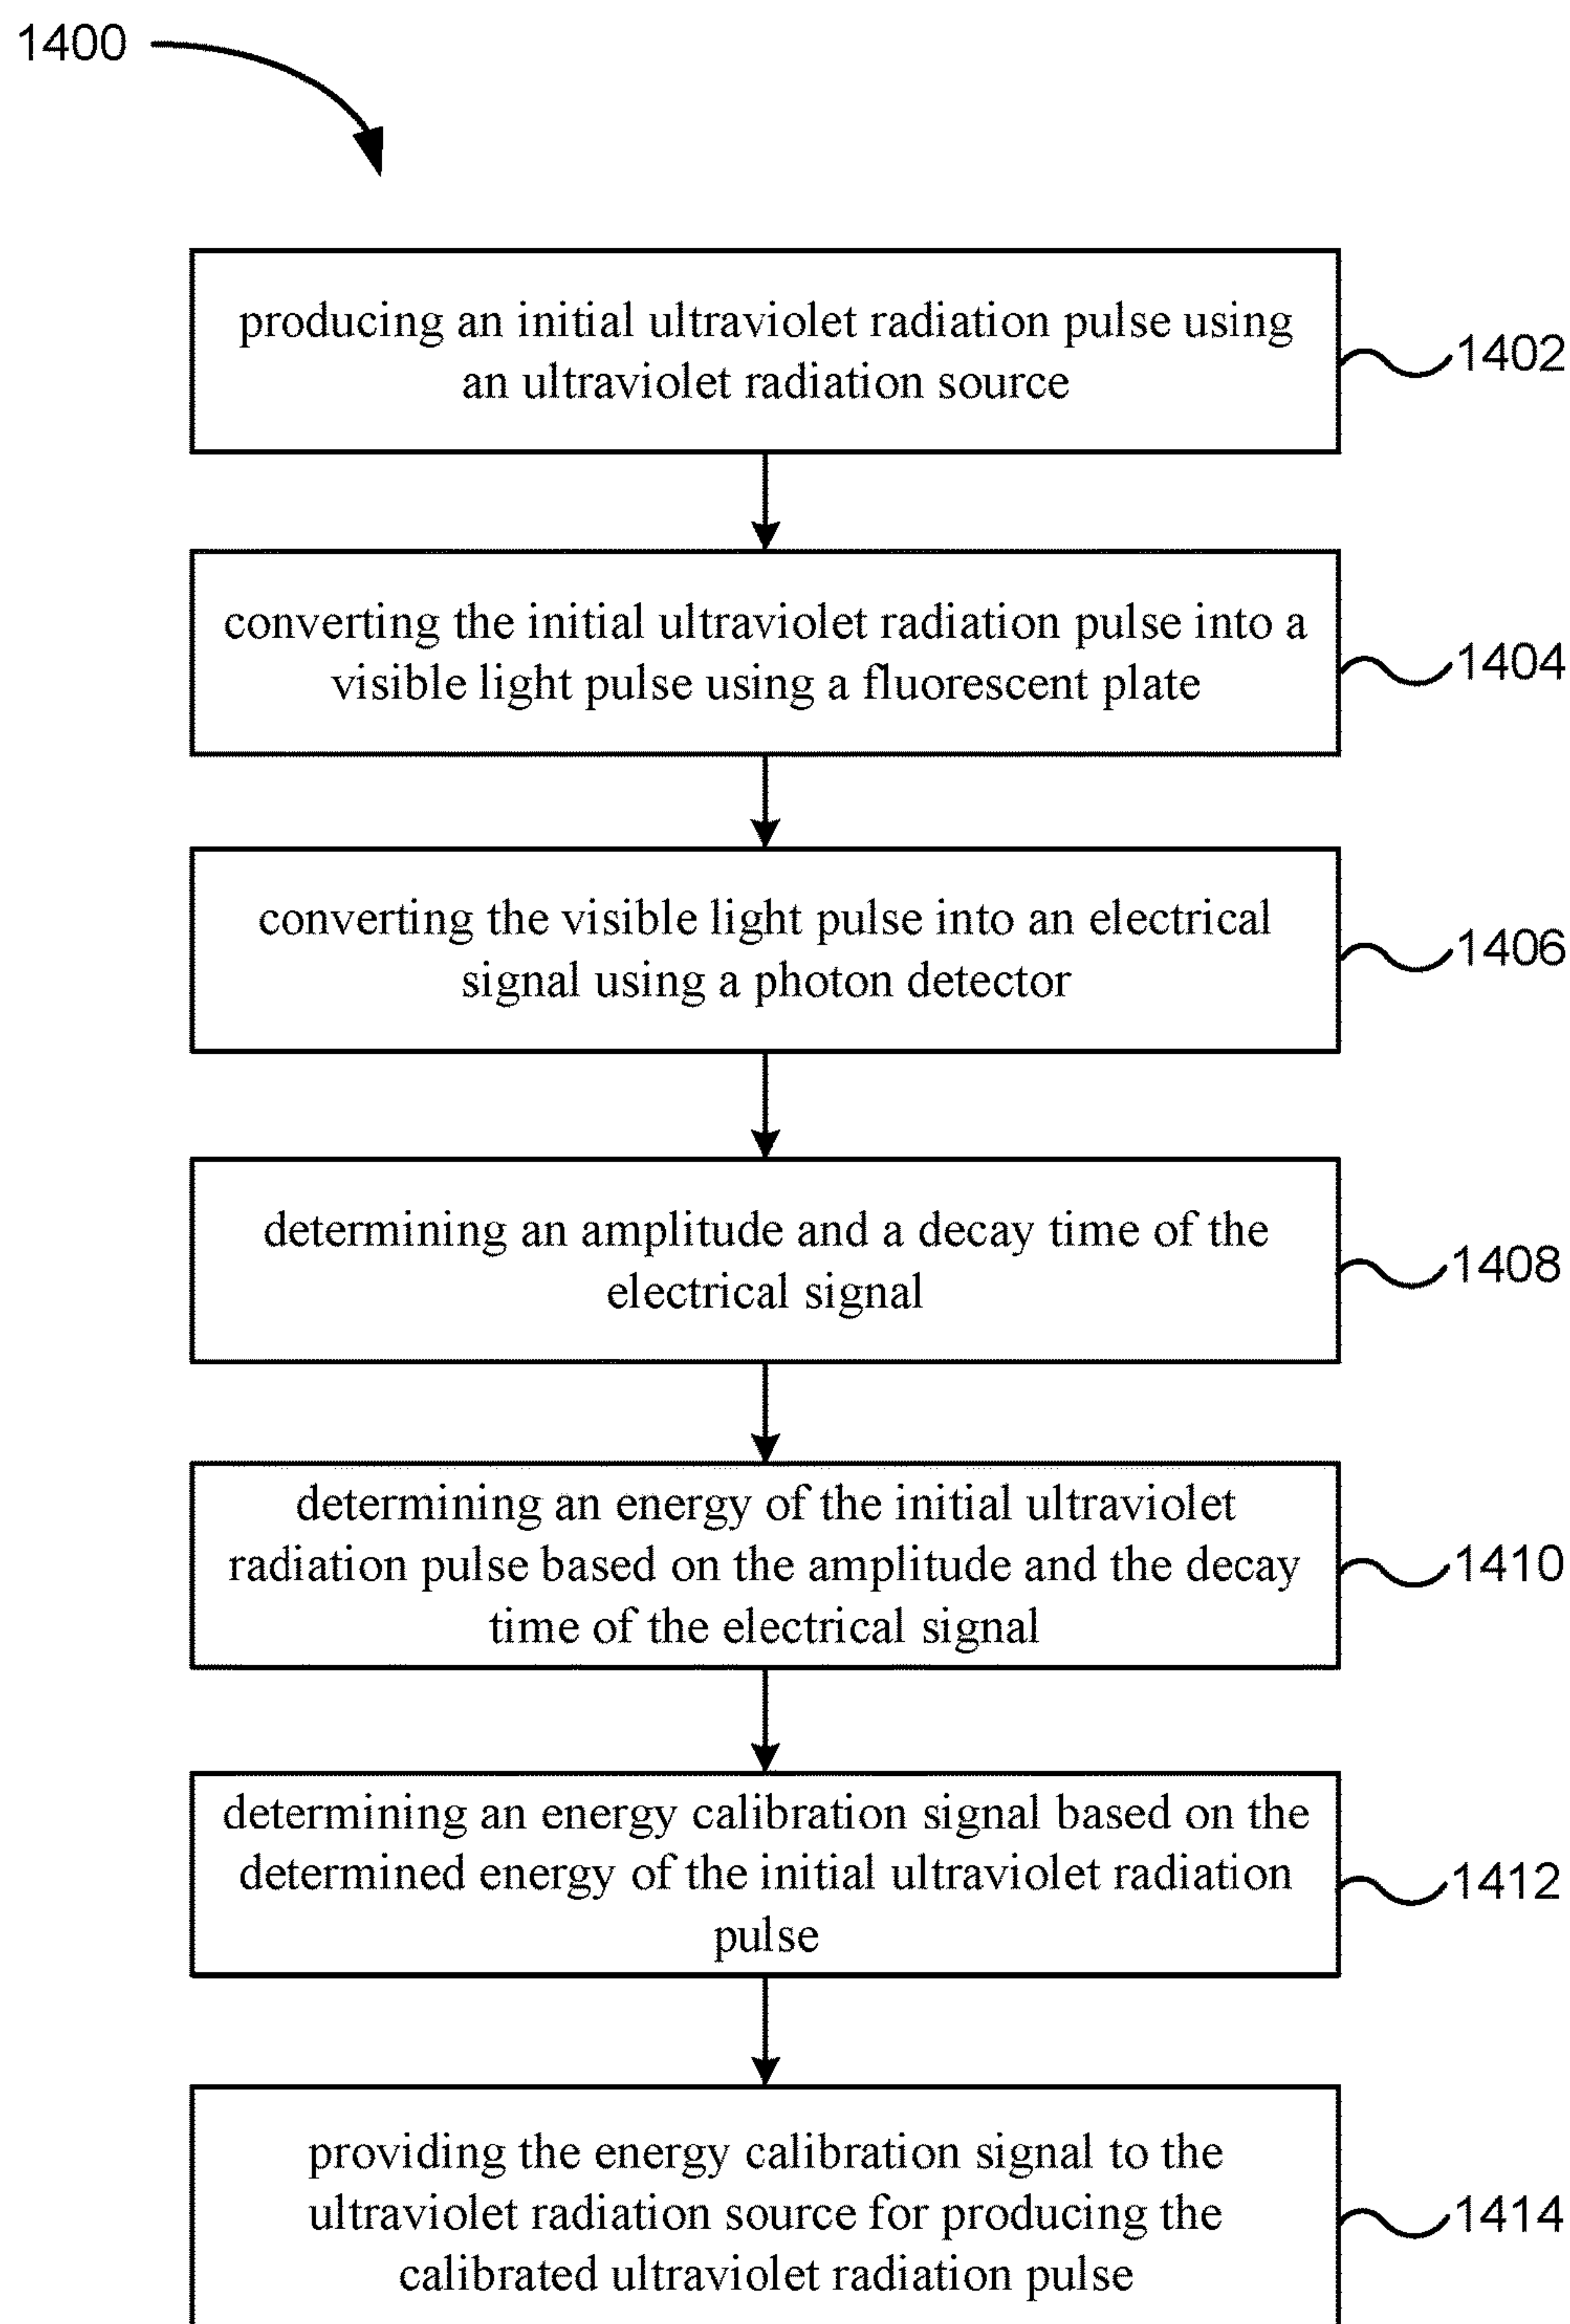 1400
producing an initial ultraviolet radiation pulse using
an ultraviolet radiation source
1402
converting the initial ultraviolet radiation pulse into a
visible light pulse using a fluorescent plate
1404
converting the visible light pulse into an electrical
signal using a photon detector
1406
determining an amplitude and a decay time of the
electrical signal
1408
determining an energy of the initial ultraviolet
radiation pulse based on the amplitude and the decay
time of the electrical signal
1410
determining an energy calibration signal based on the
determined energy of the initial ultraviolet radiation
pulse
1412
providing the energy calibration signal to the
ultraviolet radiation source for producing the
calibrated ultraviolet radiation pulse
1414